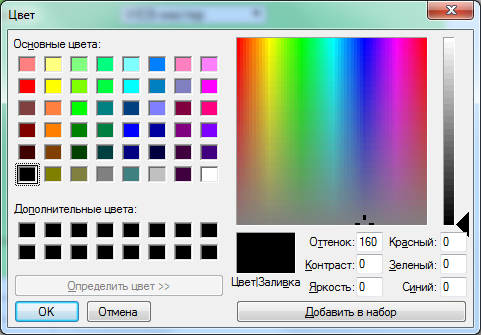 Цвет
Основные цвета:
Дополнительные цвета:
Определить цвет >>
OK
Отмена
Цвет|Заливка
Оттенок: 160
Контраст: 0
Яркость: 0
Красный: 0
Зеленый: 0
Синий: 0
Добавить в набор